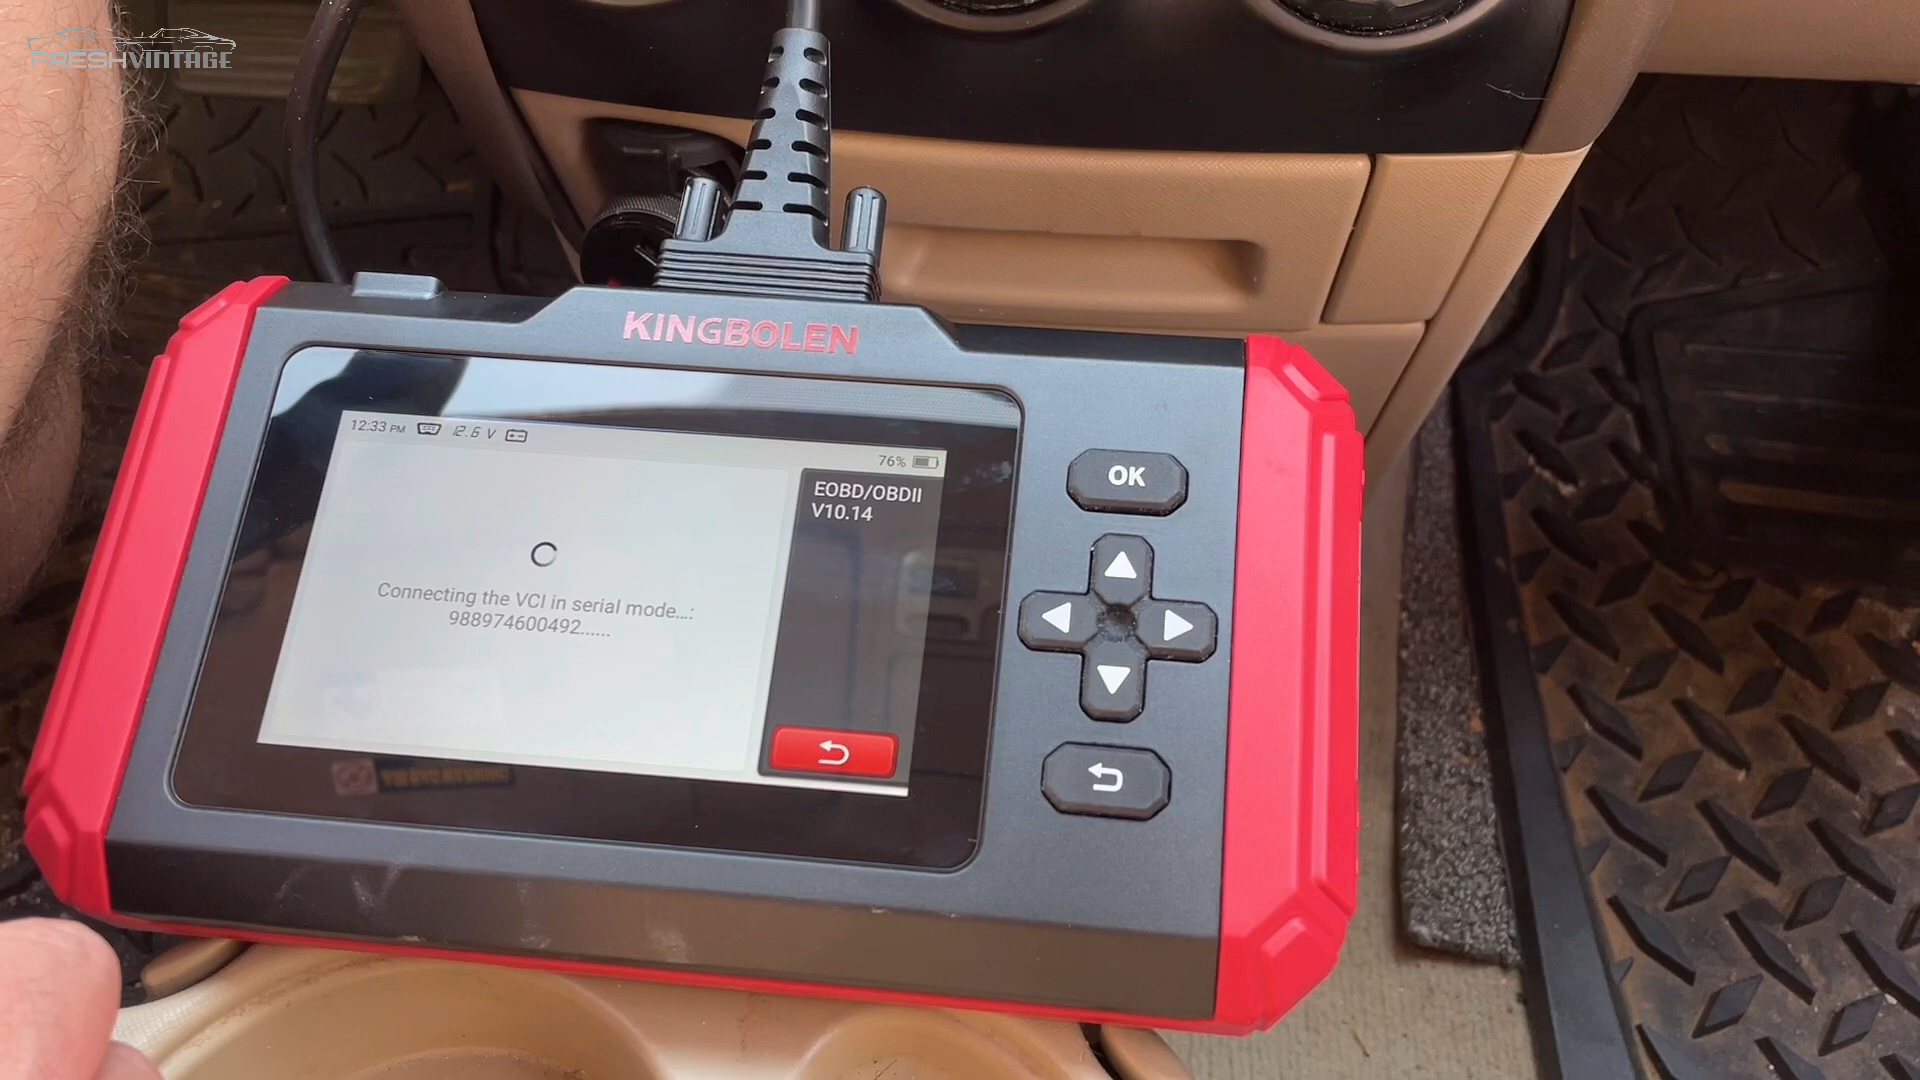 FRESHVINTAGE
KINGBOLEN
12:33 PM 12.6 V
76%
EOBD/OBDII
V10.14
Connecting the VCI in serial mode...:
988974600492......
OK